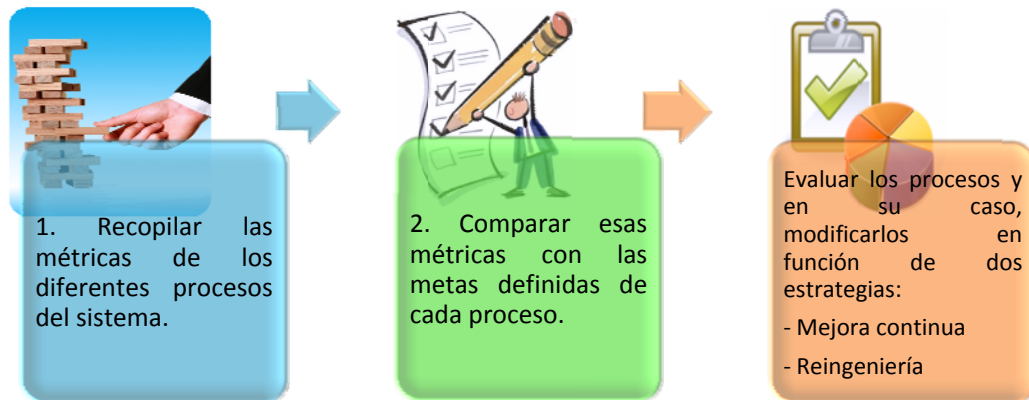 1. Recopilar las
métricas de los
diferentes procesos
del sistema.
2. Comparar esas
métricas con las
metas definidas de
cada proceso.
Evaluar los procesos y
en su caso,
modificarlos en
función de dos
estrategias:
- Mejora continua
- Reingeniería